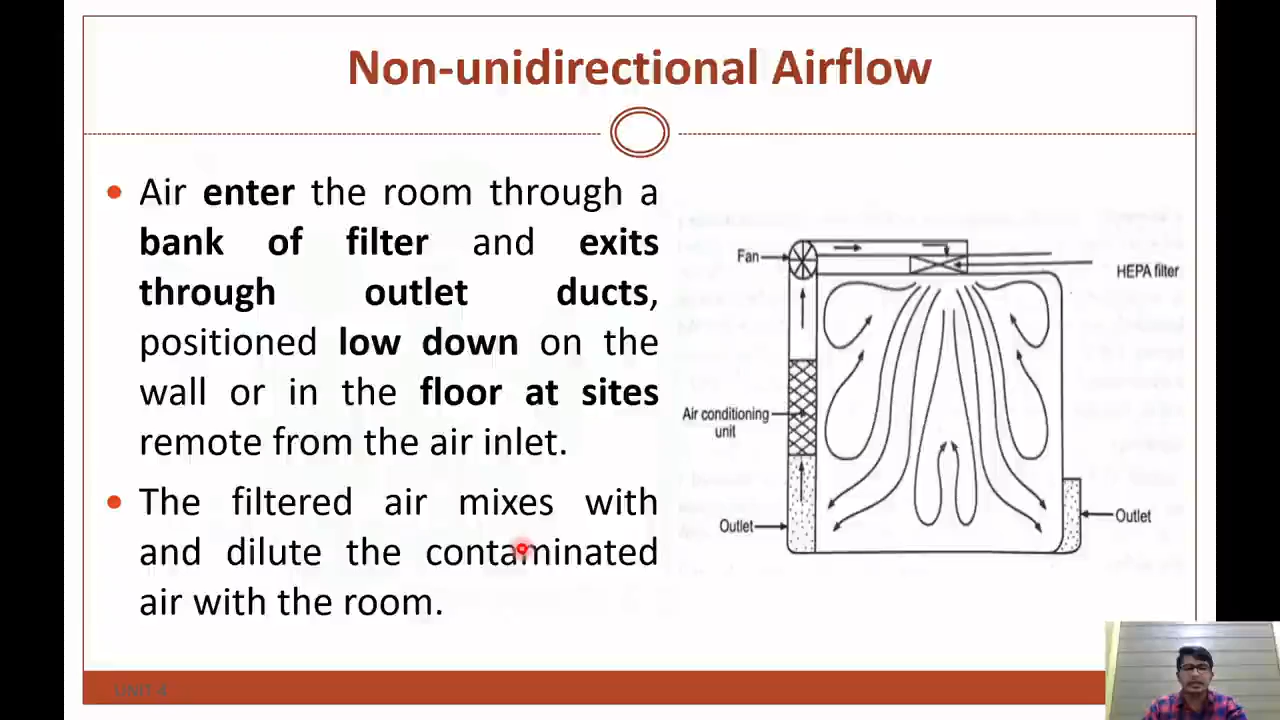 Non-unidirectional Airflow
Air enter the room through a
bank of filter and exits
through outlet ducts,
positioned low down on the
wall or in the floor at sites
remote from the air inlet.
The filtered air mixes with
and dilute the contaminated
air with the room.
Fan
HEPA filter
Air conditioning
unit
Outlet
Outlet
UNIT 4